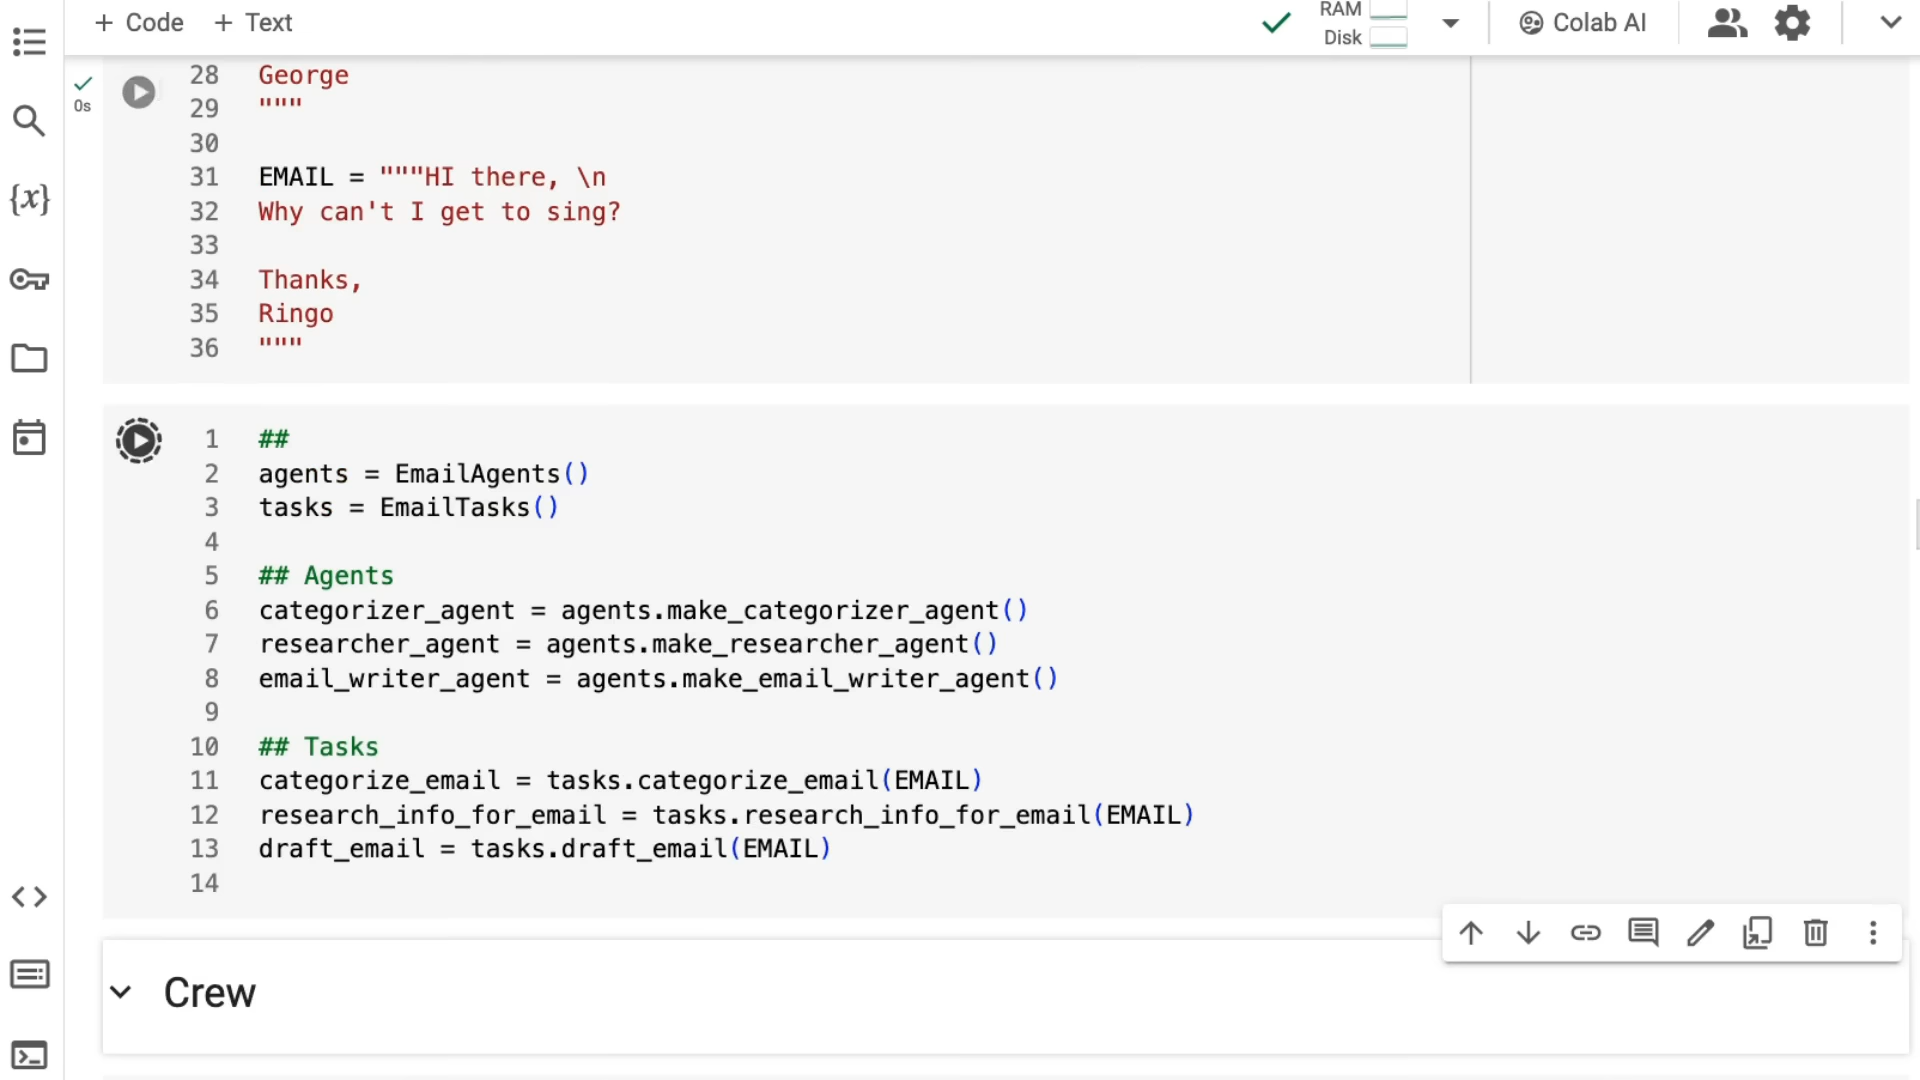 + Code + Text
RAM
Disk
Colab AI
0s
28 George
29 """
30
31 EMAIL = """HI there, \n
32 Why can't I get to sing?
33
34 Thanks,
35 Ringo
36 """
{x}
1 ##
2 agents = EmailAgents()
3 tasks = EmailTasks()
4
5 ## Agents
6 categorizer_agent = agents.make_categorizer_agent()
7 researcher_agent = agents.make_researcher_agent()
8 email_writer_agent = agents.make_email_writer_agent()
9
10 ## Tasks
11 categorize_email = tasks.categorize_email(EMAIL)
12 research_info_for_email = tasks.research_info_for_email(EMAIL)
13 draft_email = tasks.draft_email(EMAIL)
14
Crew